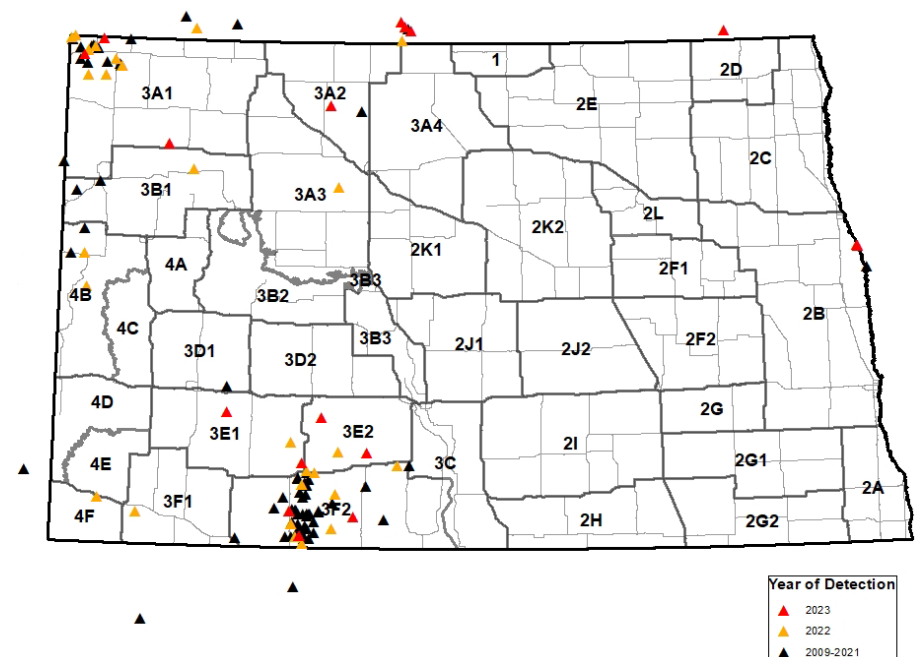 1
2D
3A1
3A2
2E
3A4
2C
3B1
3A3
2L
2K2
2K1
4A
2F1
3B3
4B
3B2
2B
4C
3B3
2F2
3D1
2J1
2J2
3D2
4D
2G
3E1
3E2
2I
4E
3C
2G1
2A
3F1
3F2
4F
2H
2G2
Year of Detection
2023
2022
2009-2021